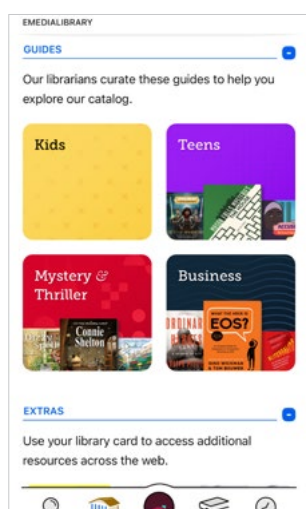 EMEDIALIBRARY
GUIDES
Our librarians curate these guides to help you
explore our catalog.
Kids
Teens
Mystery &
Thriller
Connie
Shelton
Business
WHAT THE HECK IS
EOS?
EXTRAS
Use your library card to access additional
resources across the web.